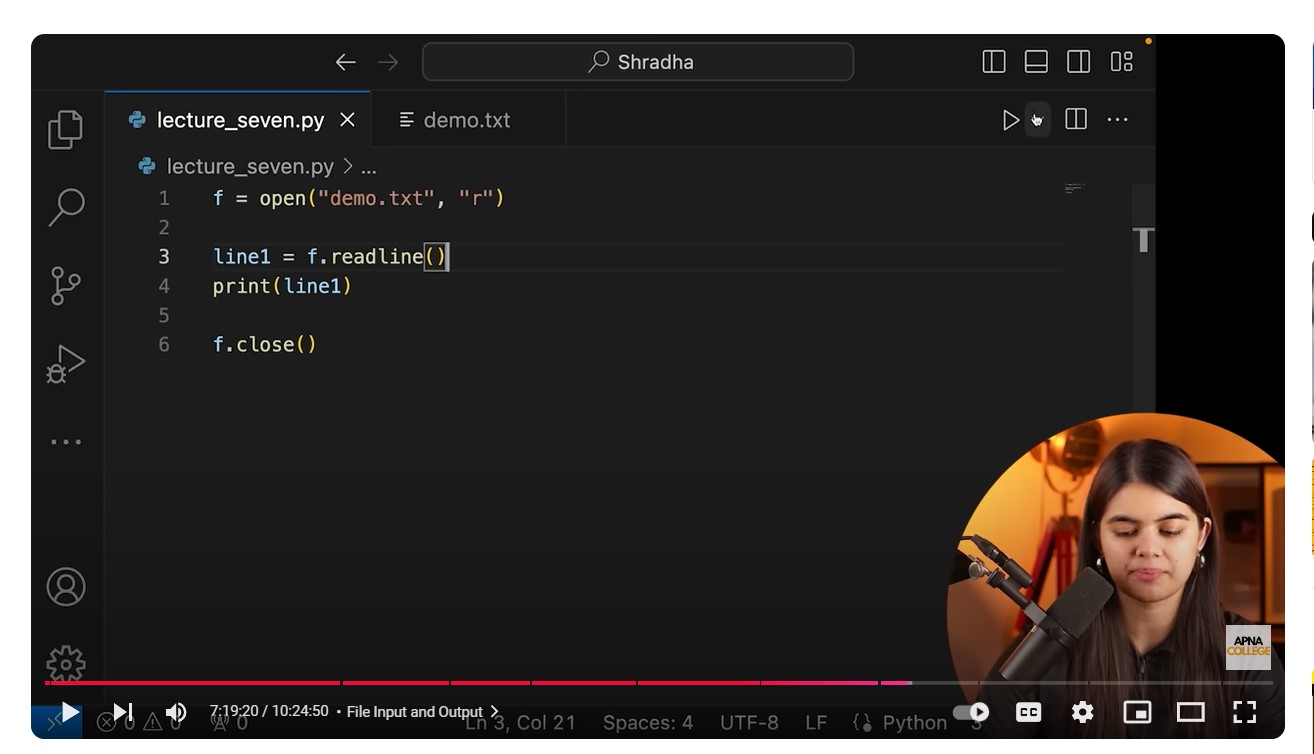 Shradha
lecture_seven.py
demo.txt
lecture_seven.py > ...
1 f = open("demo.txt", "r")
2
3 line1 = f.readline()
4 print(line1)
5
6 f.close()
T
APNA
COLLEGE
7:19:20 / 10:24:50 • File Input and Output >
0 0 0 Ln 3, Col 21 Spaces: 4 UTF-8 LF {} Python
CC